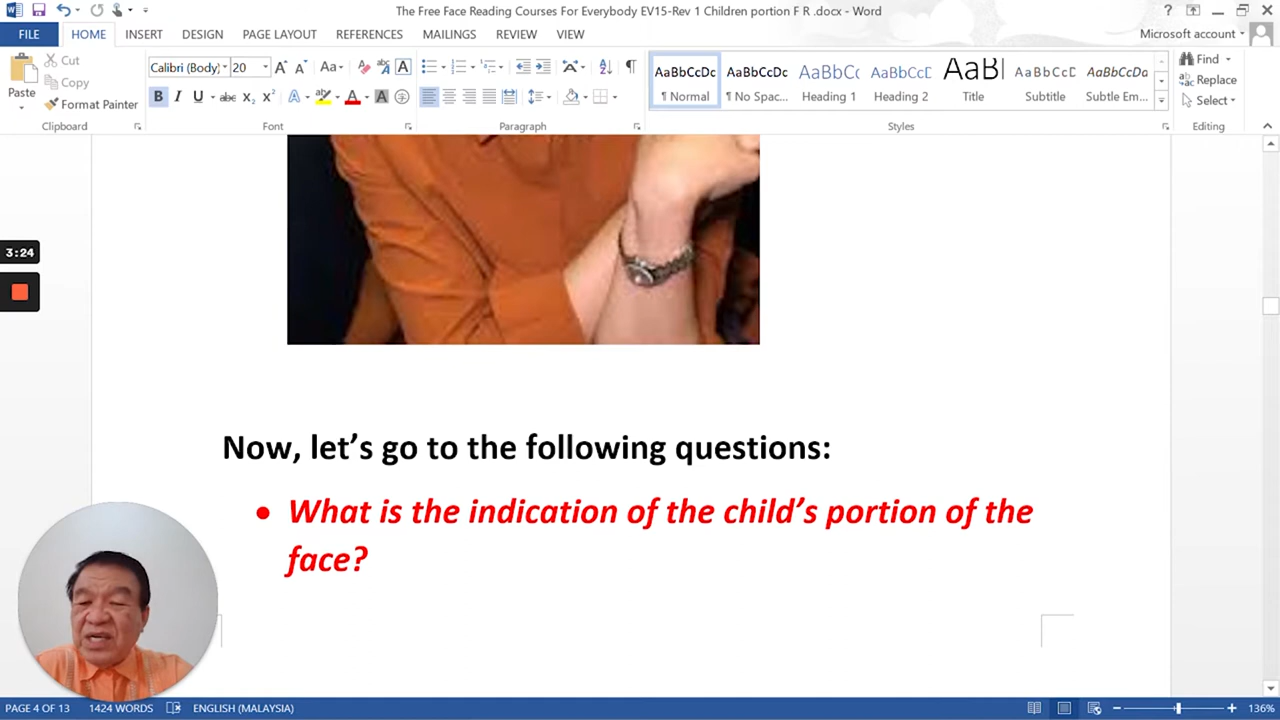 The Free Face Reading Courses For Everybody EV15-Rev 1 Children portion F R .docx - Word
FILE HOME INSERT DESIGN PAGE LAYOUT REFERENCES MAILINGS REVIEW VIEW Microsoft account
Cut
Copy
Format Painter
Paste
Clipboard
Calibri (Body) 20
Font
Paragraph
AaBbCcDc AaBbCcDc AaBbCc AaBbCcD AaB AaBbCcD AaBbCcDa
¶ Normal ¶ No Spac... Heading 1 Heading 2 Title Subtitle Subtle Em...
Styles
Find
Replace
Select
Editing
3:24
Now, let's go to the following questions:
• What is the indication of the child's portion of the
face?
PAGE 4 OF 13 1424 WORDS ENGLISH (MALAYSIA) 136%